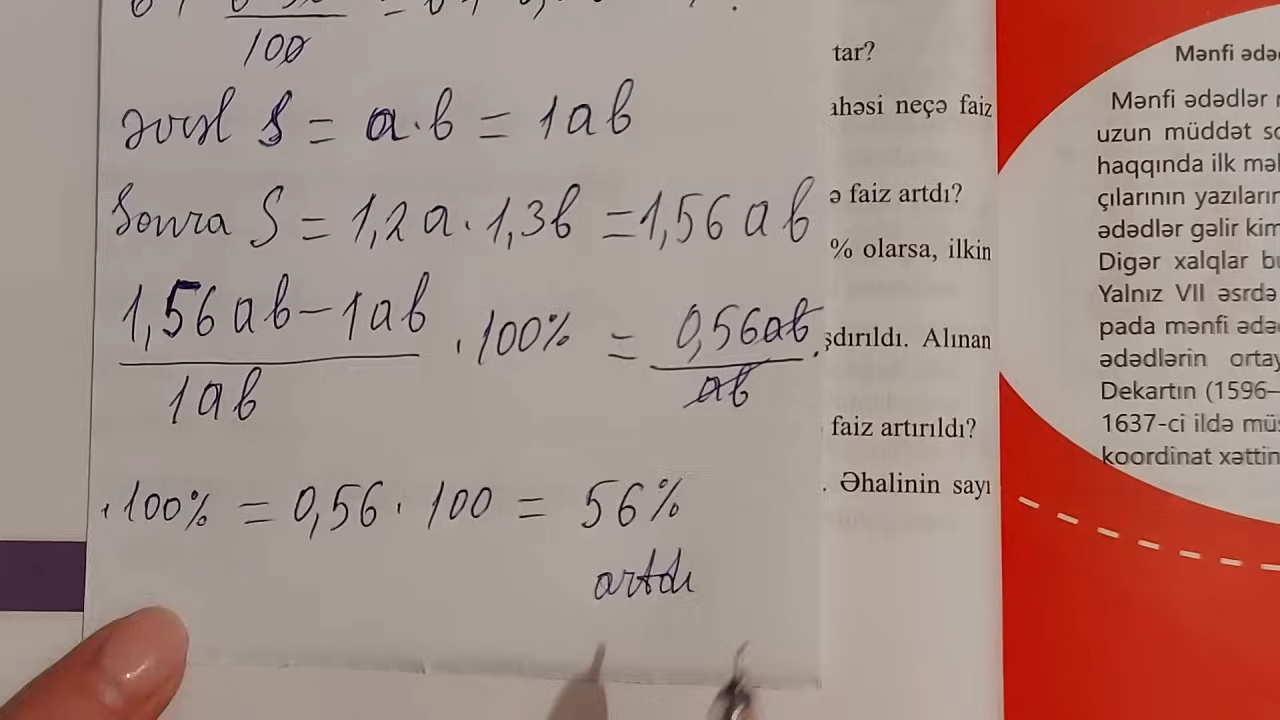 100
əvvəl S = a·b = 1ab
Sonra S = 1,2a·1,3b = 1,56ab
1,56ab − 1ab
1ab
·100% =
0,56ab
ab
·
·100% = 0,56·100 = 56%
artdı
tar?
ahəsi neçə faiz
ə faiz artdı?
% olarsa, ilkin
şdırıldı. Alınan
faiz artırıldı?
. Əhalinin sayı
Mənfi ədə
Mənfi ədədlər
uzun müddət so
haqqında ilk məl
çılarının yazıların
ədədlər gəlir kim
Digər xalqlar bu
Yalnız VII əsrdə
pada mənfi ədə
ədədlərin ortay
Dekartın (1596–
1637-ci ildə müs
koordinat xəttin